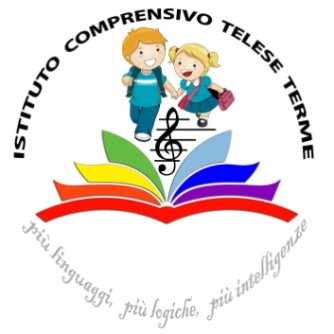 ISTITUTO COMPRENSIVO TELESE TERME
più linguaggi, più logiche, più intelligenze